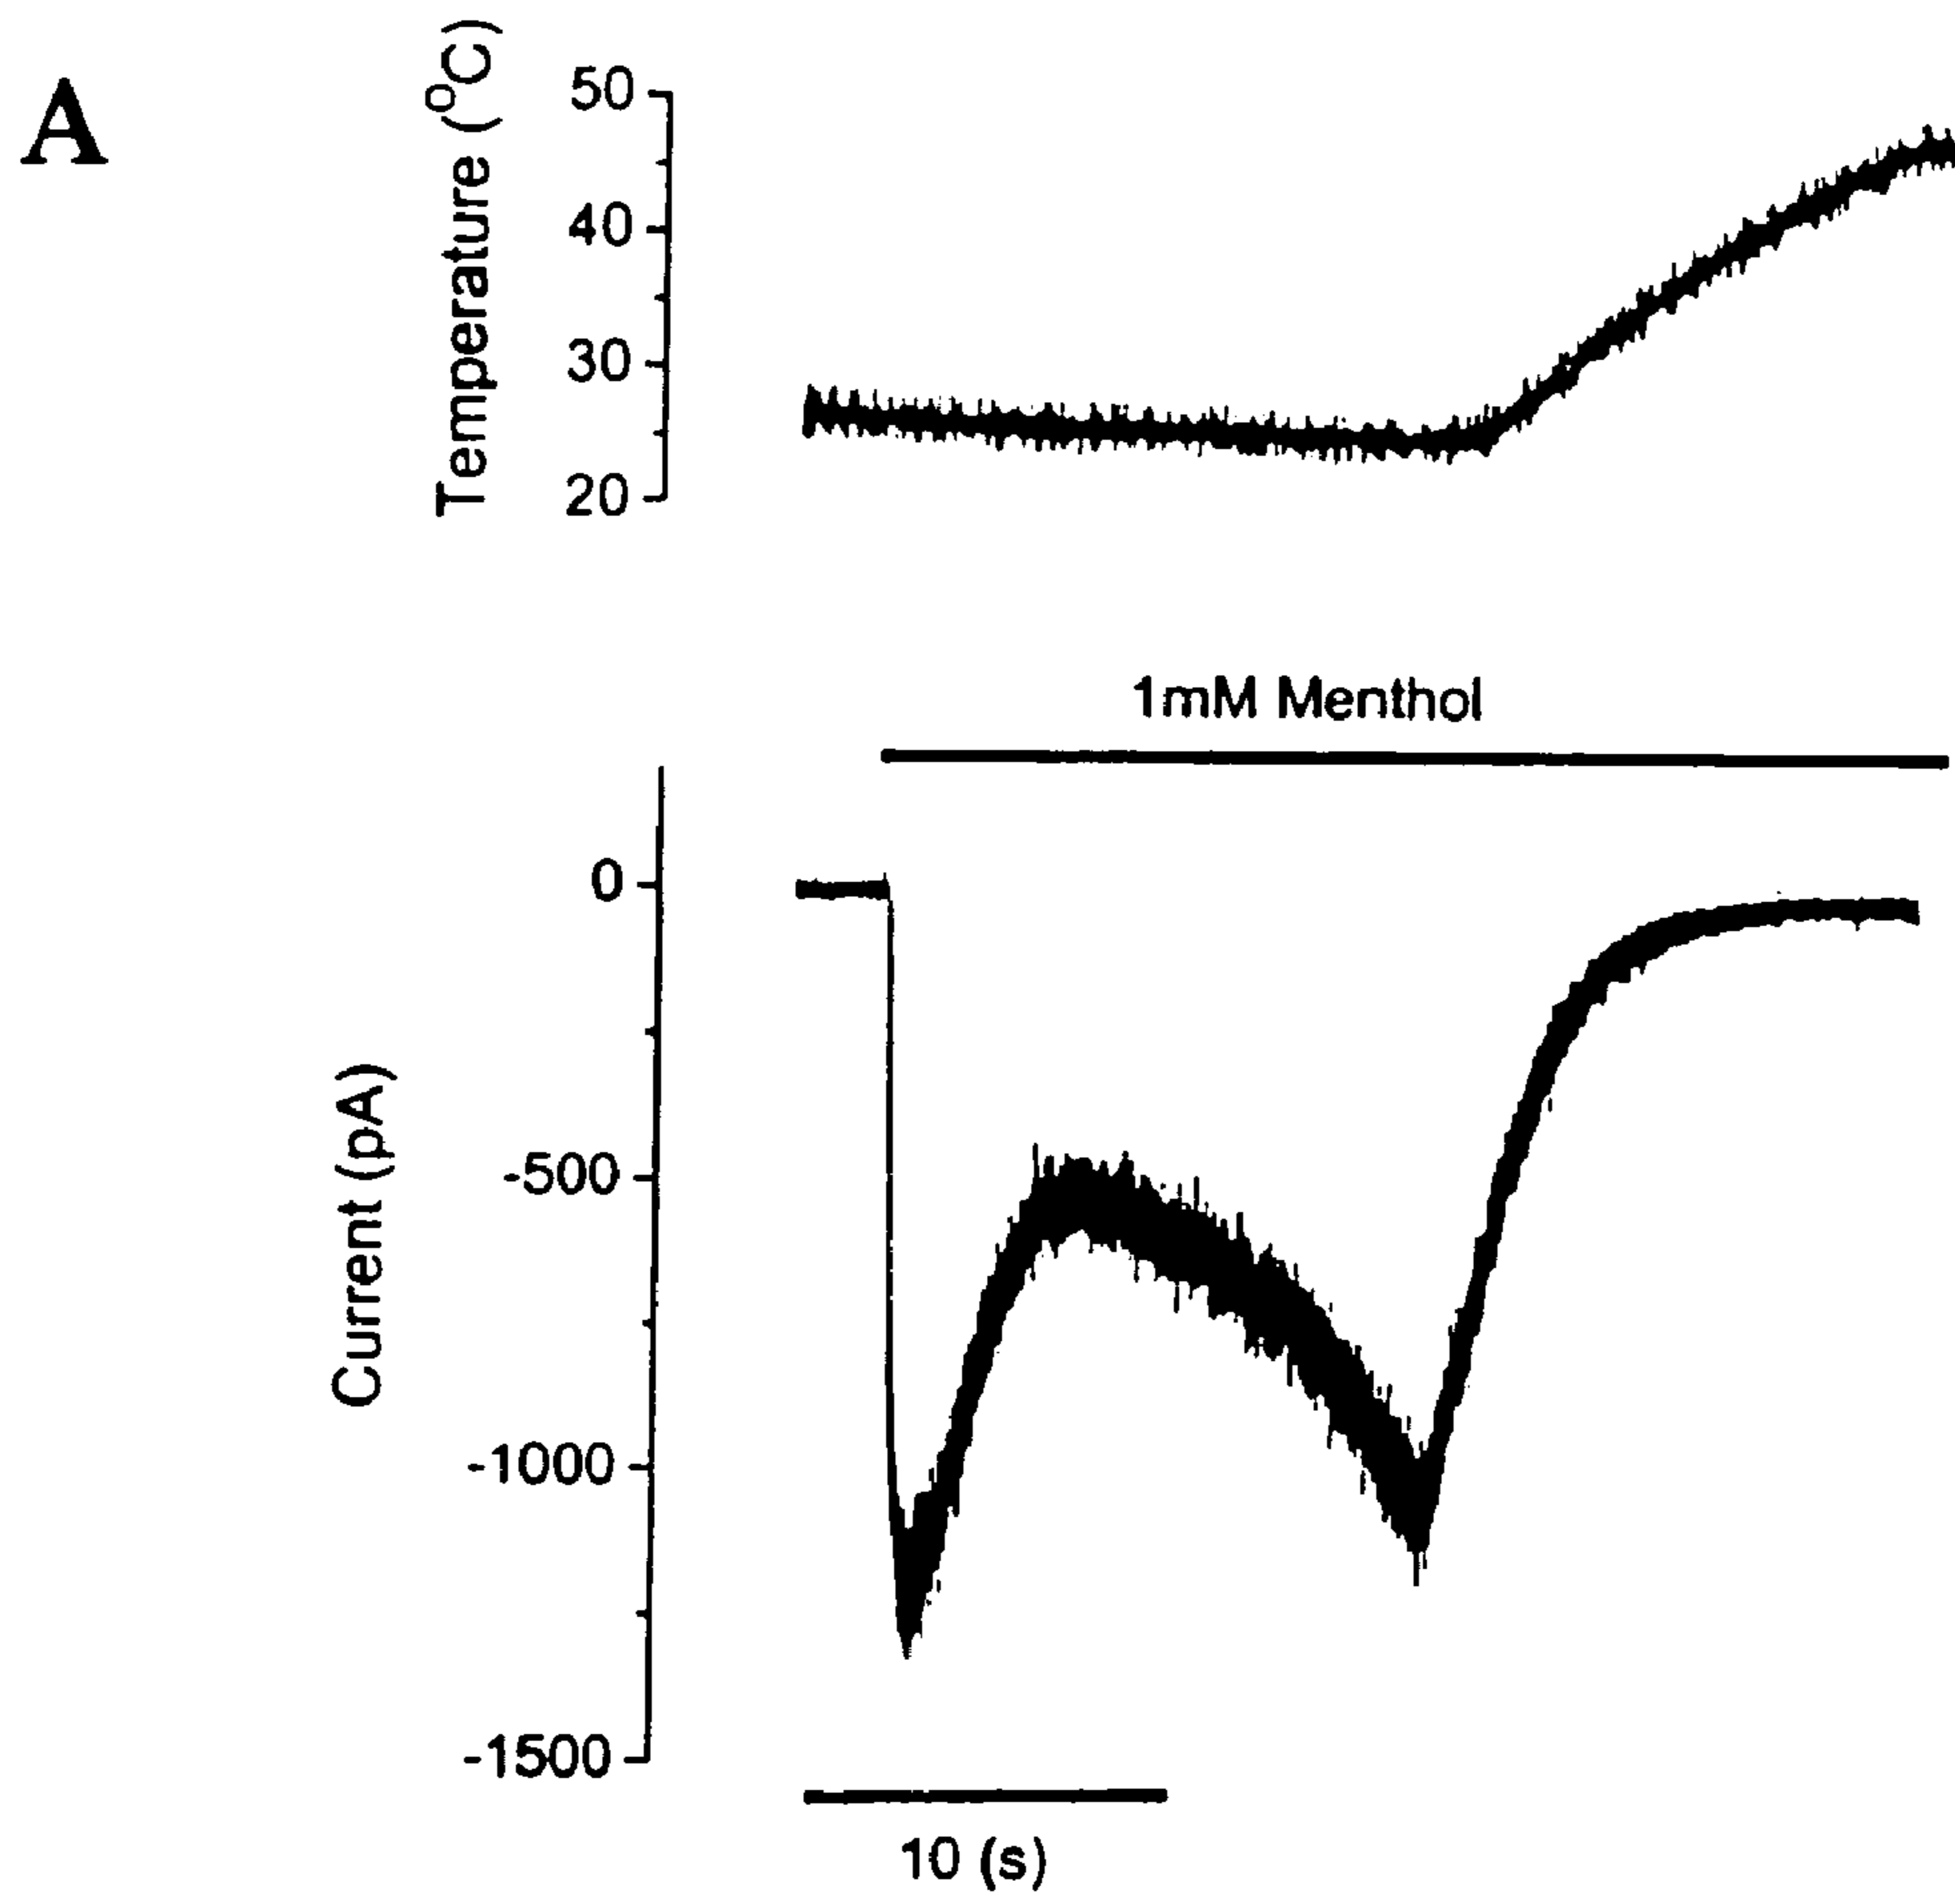 A
Temperature (°C)
50
40
30
20
1mM Menthol
Current (pA)
0
-500
-1000
-1500
10 (s)